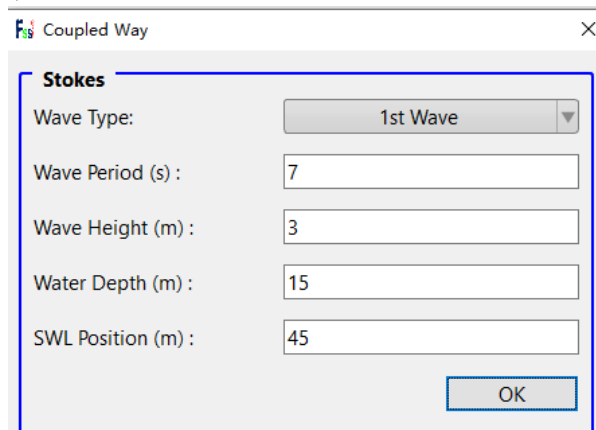 Fssi Coupled Way
Stokes
Wave Type: 1st Wave
Wave Period (s) : 7
Wave Height (m) : 3
Water Depth (m) : 15
SWL Position (m) : 45
OK